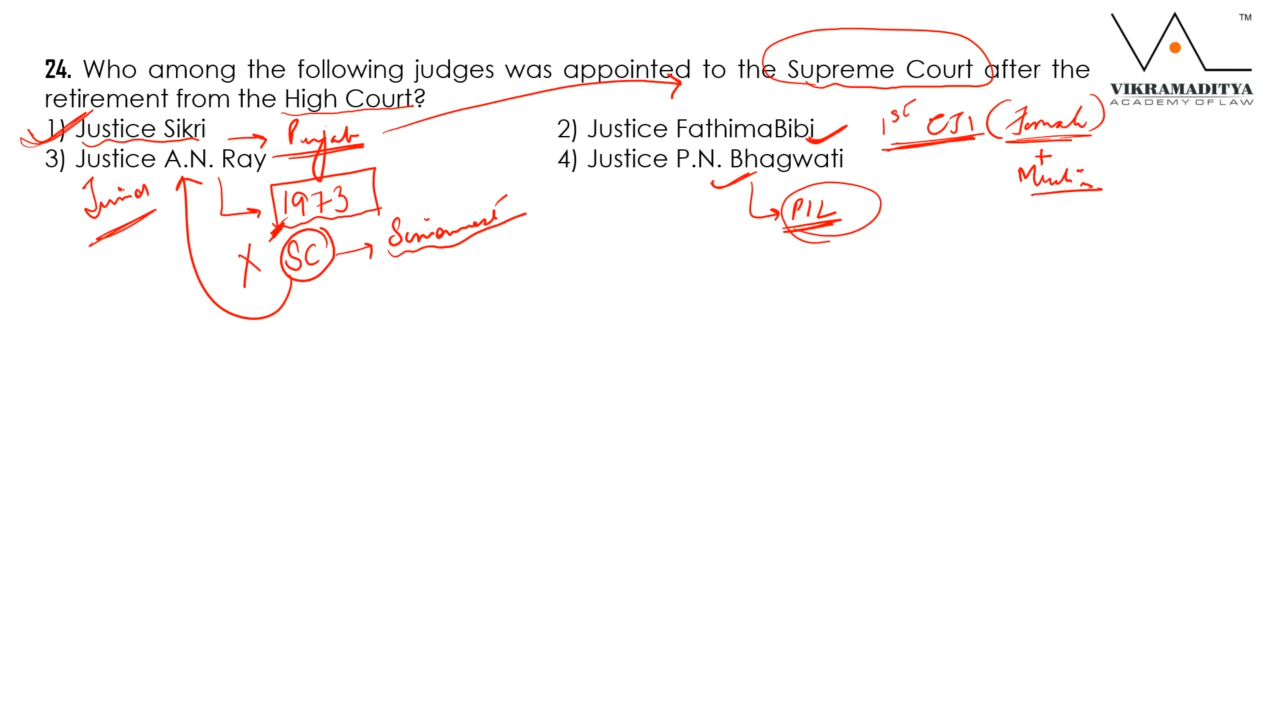 TM
24. Who among the following judges was appointed to the Supreme Court after the
retirement from the High Court?
VIKRAMADITYA
ACADEMY OF LAW
1) Justice Sikri → Punjab
2) Justice FathimaBibi
1st CJI (Female)
+
3) Justice A.N. Ray
4) Justice P.N. Bhagwati
Junior
1973
PIL
X SC →